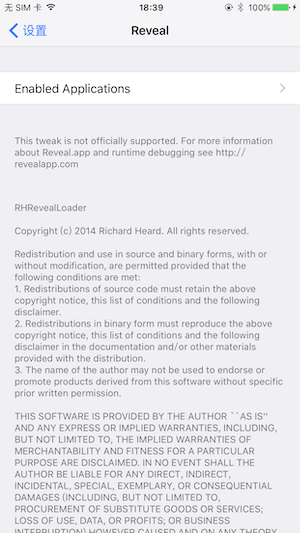 无 SIM 卡 18:39 100%
设置 Reveal
Enabled Applications
This tweak is not officially supported. For more information
about Reveal.app and runtime debugging see http://
revealapp.com
RHRevealLoader
Copyright (c) 2014 Richard Heard. All rights reserved.
Redistribution and use in source and binary forms, with or
without modification, are permitted provided that the
following conditions are met:
1. Redistributions of source code must retain the above
copyright notice, this list of conditions and the following
disclaimer.
2. Redistributions in binary form must reproduce the above
copyright notice, this list of conditions and the following
disclaimer in the documentation and/or other materials
provided with the distribution.
3. The name of the author may not be used to endorse or
promote products derived from this software without specific
prior written permission.
THIS SOFTWARE IS PROVIDED BY THE AUTHOR ``AS IS''
AND ANY EXPRESS OR IMPLIED WARRANTIES, INCLUDING,
BUT NOT LIMITED TO, THE IMPLIED WARRANTIES OF
MERCHANTABILITY AND FITNESS FOR A PARTICULAR
PURPOSE ARE DISCLAIMED. IN NO EVENT SHALL THE
AUTHOR BE LIABLE FOR ANY DIRECT, INDIRECT,
INCIDENTAL, SPECIAL, EXEMPLARY, OR CONSEQUENTIAL
DAMAGES (INCLUDING, BUT NOT LIMITED TO,
PROCUREMENT OF SUBSTITUTE GOODS OR SERVICES;
LOSS OF USE, DATA, OR PROFITS; OR BUSINESS
INTERRUPTION) HOWEVER CAUSED AND ON ANY THEORY